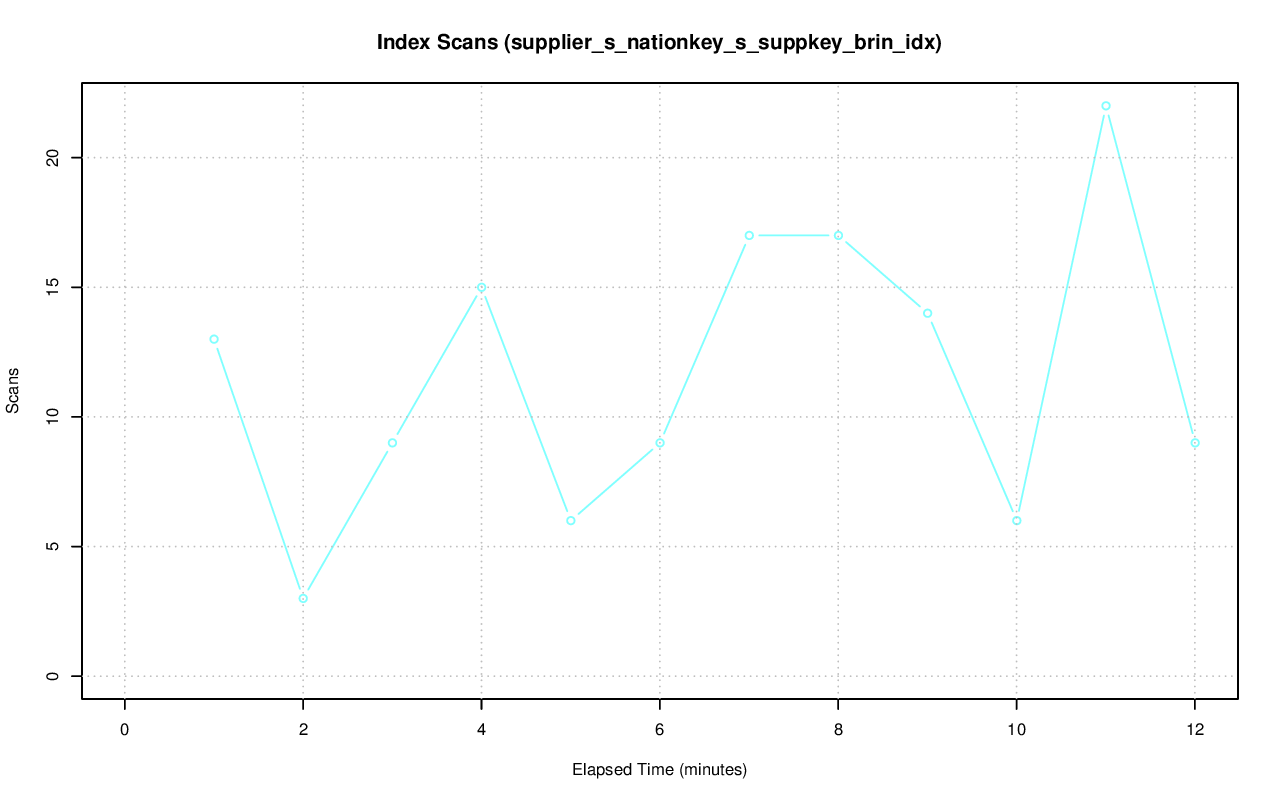 Index Scans (supplier_s_nationkey_s_suppkey_brin_idx)
Scans
20
15
10
5
0
0 2 4 6 8 10 12
Elapsed Time (minutes)